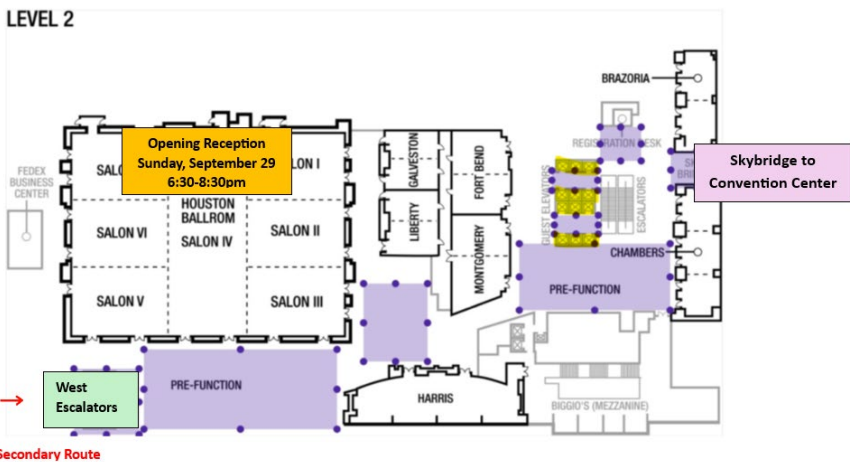 LEVEL 2
BRAZORIA
REGISTRATION DESK
Opening Reception
Sunday, September 29
6:30-8:30pm
Skybridge to
Convention Center
FEDEX
BUSINESS
CENTER
SALON I
HOUSTON
BALLROM
SALON VI
SALON IV
SALON II
SALON V
SALON III
GALVESTON
LIBERTY
FORT BEND
MONTGOMERY
GUEST ELEVATORS
ESCALATORS
CHAMBERS
PRE-FUNCTION
West
Escalators
PRE-FUNCTION
HARRIS
BIGGIO'S (MEZZANINE)
Secondary Route